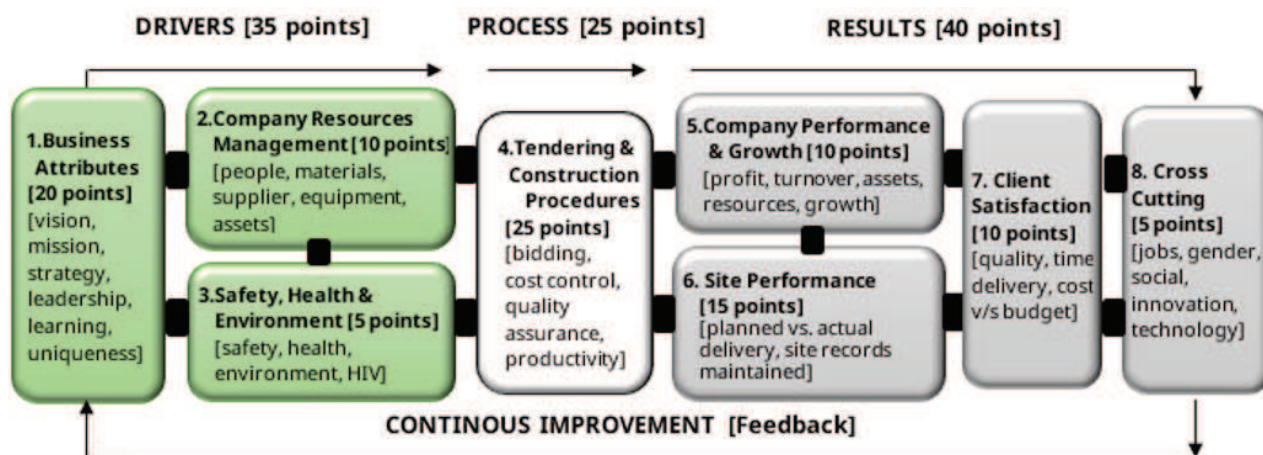 DRIVERS [35 points]
PROCESS [25 points]
RESULTS [40 points]
1.Business
Attributes
[20 points]
[vision,
mission,
strategy,
leadership,
learning,
uniqueness]
2.Company Resources
Management [10 points]
[people, materials,
supplier, equipment,
assets]
3.Safety, Health &
Environment [5 points]
[safety, health,
environment, HIV]
4.Tendering &
Construction
Procedures
[25 points]
[bidding,
cost control,
quality
assurance,
productivity]
5.Company Performance
& Growth [10 points]
[profit, turnover, assets,
resources, growth]
6. Site Performance
[15 points]
[planned vs. actual
delivery, site records
maintained]
7. Client
Satisfaction
[10 points]
[quality, time
delivery, cost
v/s budget]
8. Cross
Cutting
[5 points]
[jobs, gender,
social,
innovation,
technology]
CONTINOUS IMPROVEMENT [Feedback]